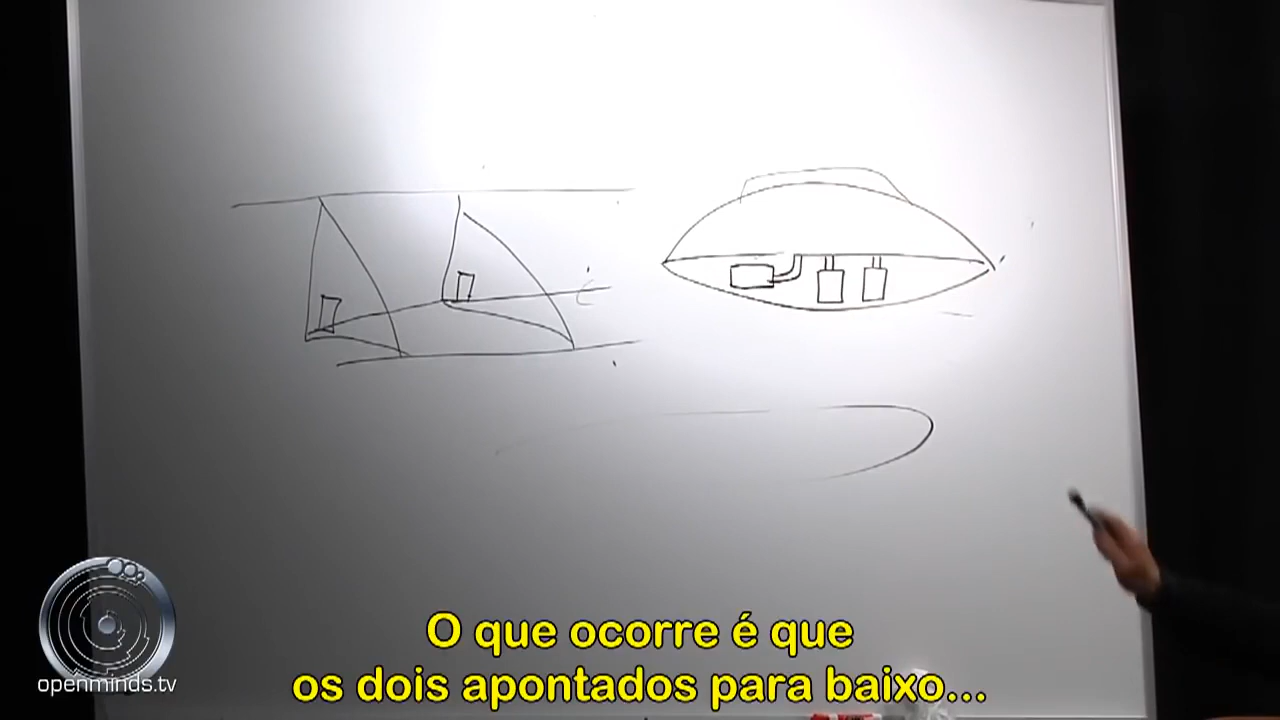 O que ocorre é que
os dois apontados para baixo...
openminds.tv